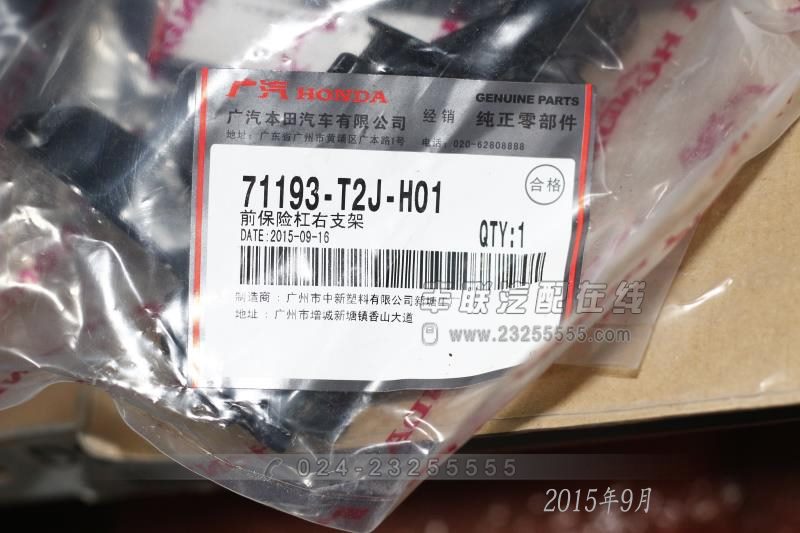 广汽 HONDA
GENUINE PARTS
广汽本田汽车有限公司 经销 纯正零部件
地址：广东省广州市黄埔区广本路1号 电话：020-62808888
71193-T2J-H01
合格
前保险杠右支架
DATE:2015-09-16
QTY:1
制造商：广州市中新塑料有限公司新塘厂
地址：广州市增城新塘镇香山大道
丰联汽配在线
www.23255555.com
024-23255555
2015年9月